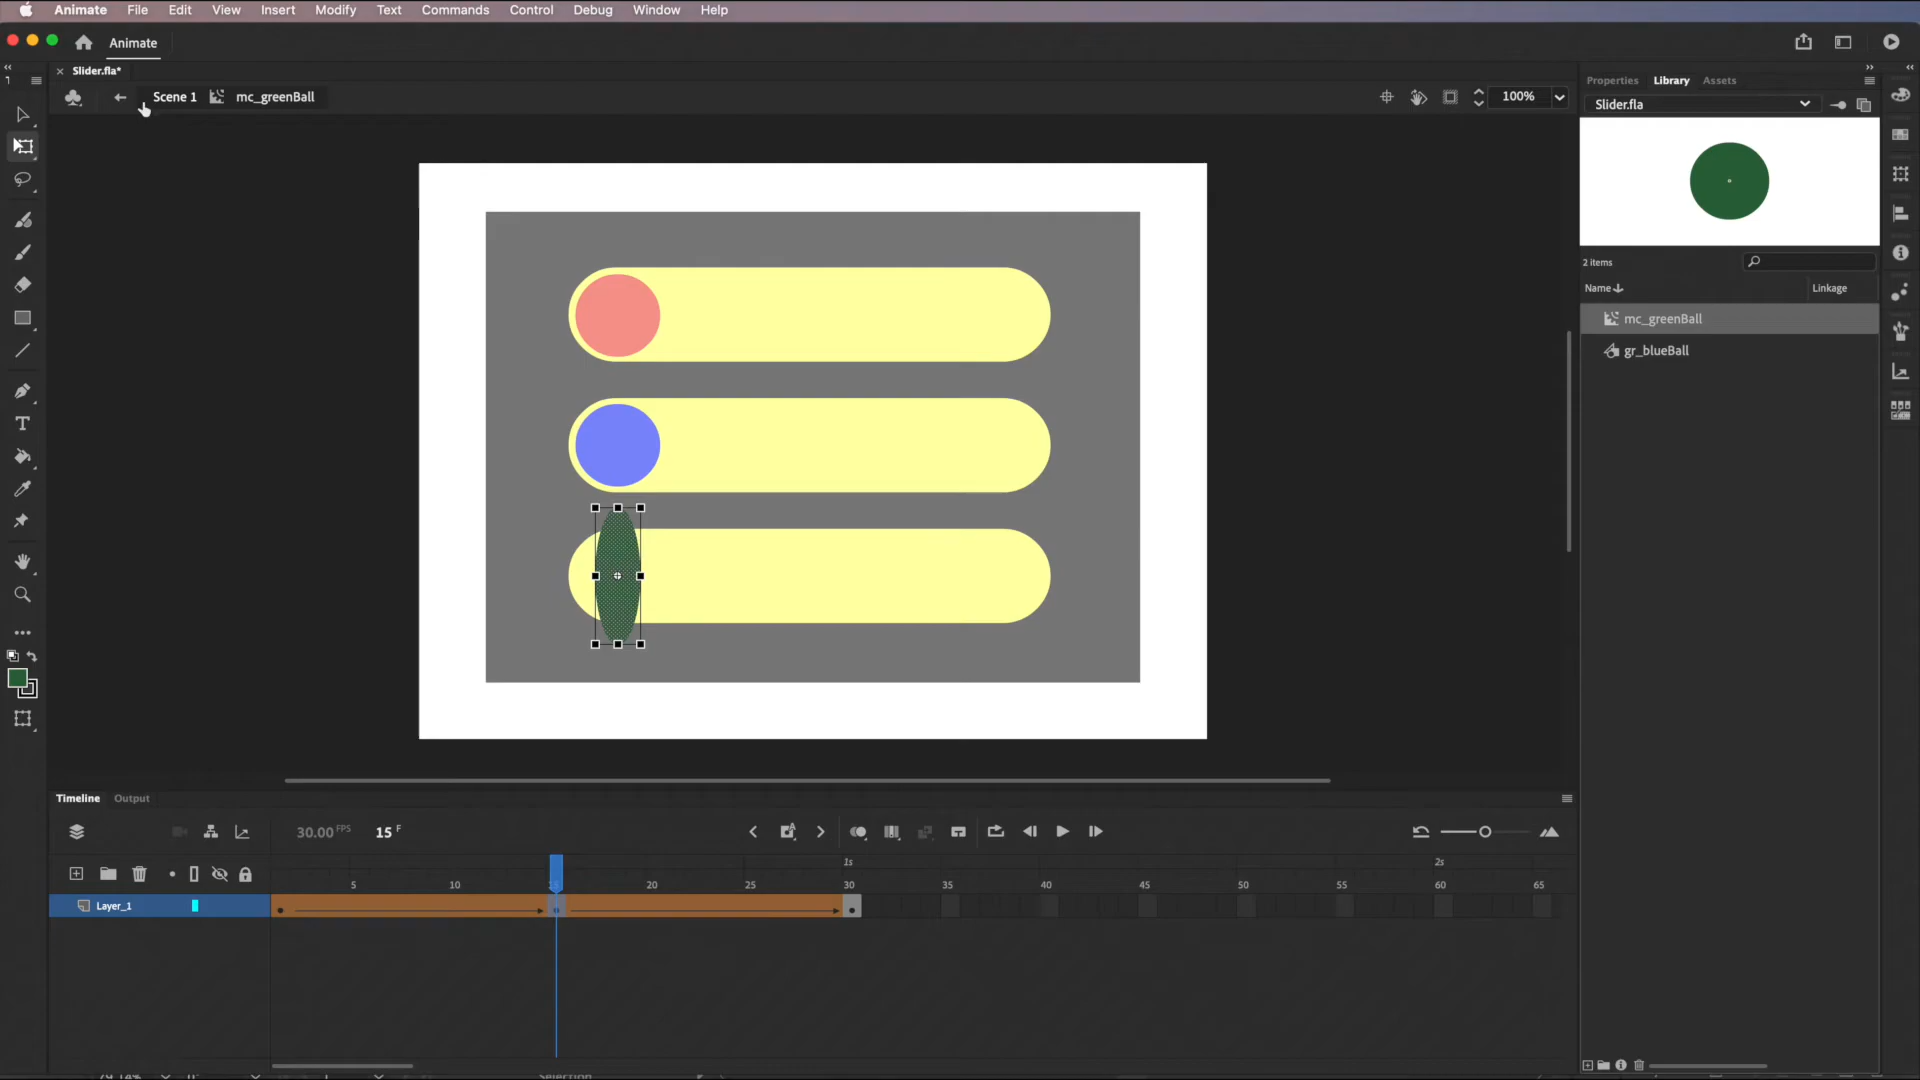 Animate File Edit View Insert Modify Text Commands Control Debug Window Help
Animate
Slider.fla*
Scene 1 mc_greenBall 100%
Properties Library Assets
Slider.fla
2 items
Name Linkage
mc_greenBall
gr_blueBall
Timeline Output
30.00 FPS 15 F
1s 2s
5 10 15 20 25 30 35 40 45 50 55 60 65
Layer_1
Selection